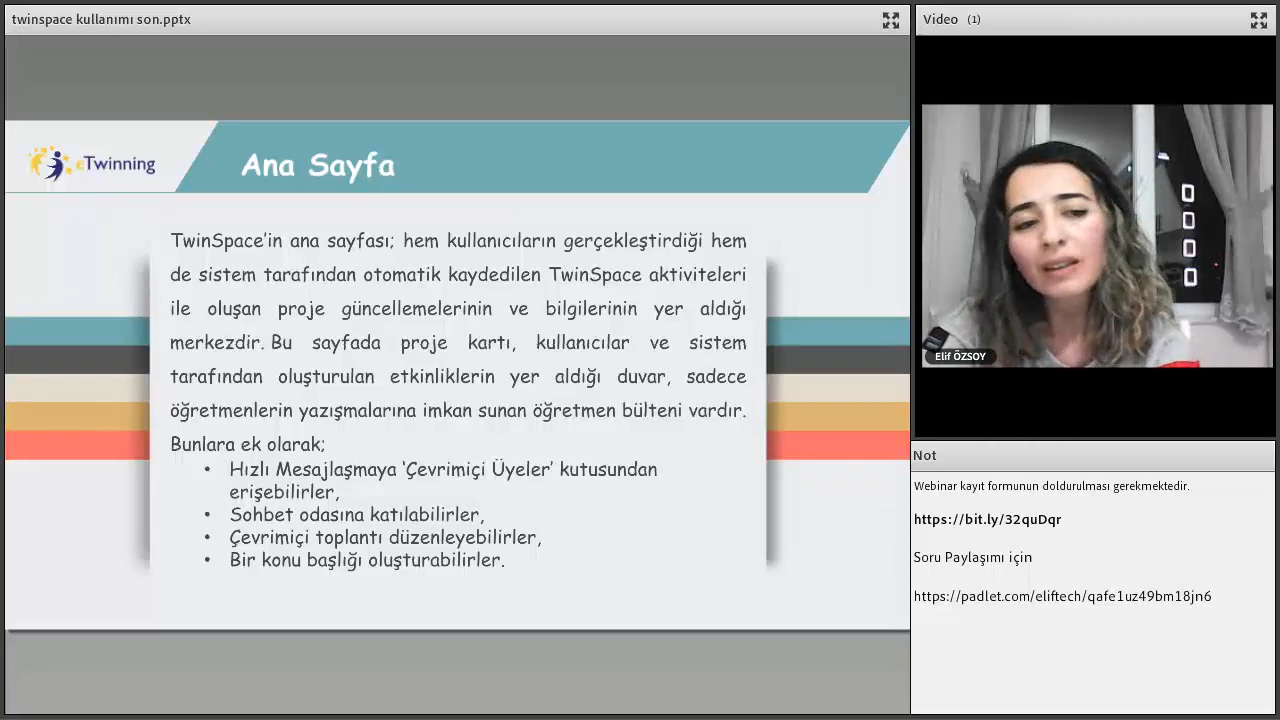 twinspace kullanımı son.pptx
eTwinning
Ana Sayfa
TwinSpace’in ana sayfası; hem kullanıcıların gerçekleştirdiği hem
de sistem tarafından otomatik kaydedilen TwinSpace aktiviteleri
ile oluşan proje güncellemelerinin ve bilgilerinin yer aldığı
merkezdir. Bu sayfada proje kartı, kullanıcılar ve sistem
tarafından oluşturulan etkinliklerin yer aldığı duvar, sadece
öğretmenlerin yazışmalarına imkan sunan öğretmen bülteni vardır.
Bunlara ek olarak;
• Hızlı Mesajlaşmaya ‘Çevrimiçi Üyeler’ kutusundan
erişebilirler,
• Sohbet odasına katılabilirler,
• Çevrimiçi toplantı düzenleyebilirler,
• Bir konu başlığı oluşturabilirler.
Video (1)
Elif ÖZSOY
Not
Webinar kayıt formunun doldurulması gerekmektedir.
https://bit.ly/32quDqr
Soru Paylaşımı için
https://padlet.com/eliftech/qafe1uz49bm18jn6